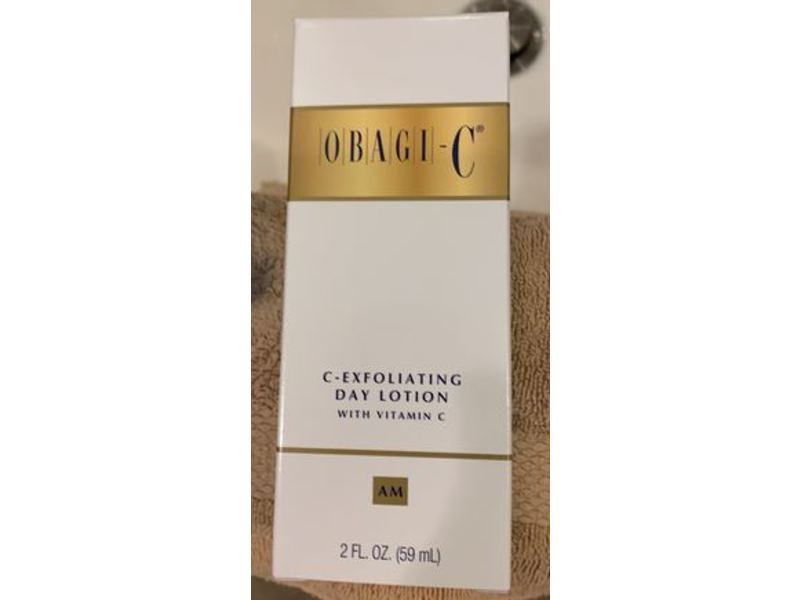 OBAGI-C®
C-EXFOLIATING
DAY LOTION
WITH VITAMIN C
AM
2 FL. OZ. (59 mL)